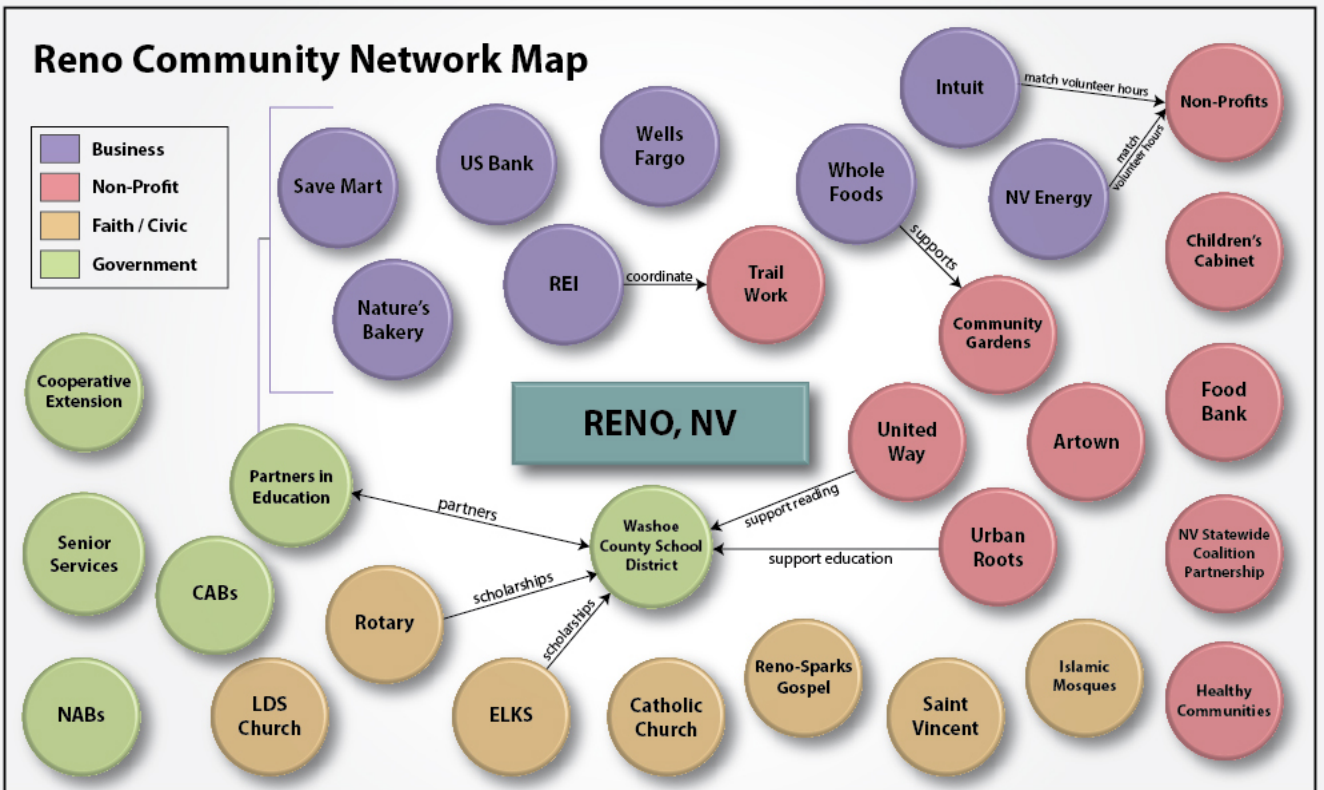 Reno Community Network Map
Business
Non-Profit
Faith / Civic
Government
Save Mart
US Bank
Wells
Fargo
Nature's
Bakery
REI
coordinate
Trail
Work
Whole
Foods
supports
Community
Gardens
Intuit
match volunteer hours
Non-Profits
NV Energy
match
volunteer hours
Children's
Cabinet
Food
Bank
RENO, NV
United
Way
Artown
support reading
Urban
Roots
support education
NV Statewide
Coalition
Partnership
Healthy
Communities
Cooperative
Extension
Partners in
Education
partners
Washoe
County School
District
Senior
Services
CABs
Rotary
scholarships
scholarships
NABs
LDS
Church
ELKS
Catholic
Church
Reno-Sparks
Gospel
Saint
Vincent
Islamic
Mosques